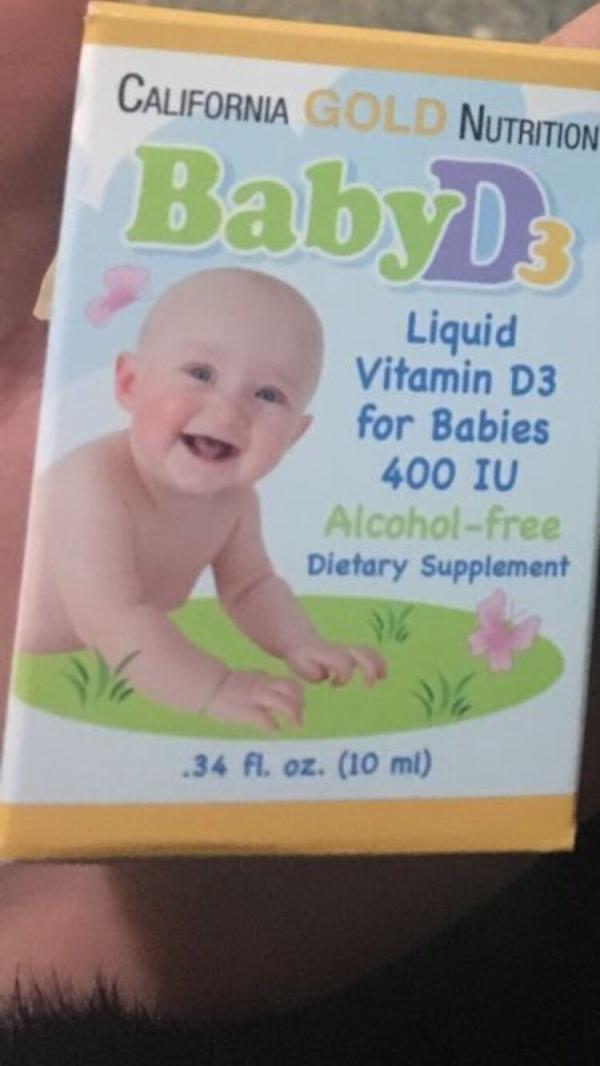 CALIFORNIA GOLD NUTRITION
BabyD3
Liquid
Vitamin D3
for Babies
400 IU
Alcohol-free
Dietary Supplement
.34 fl. oz. (10 ml)